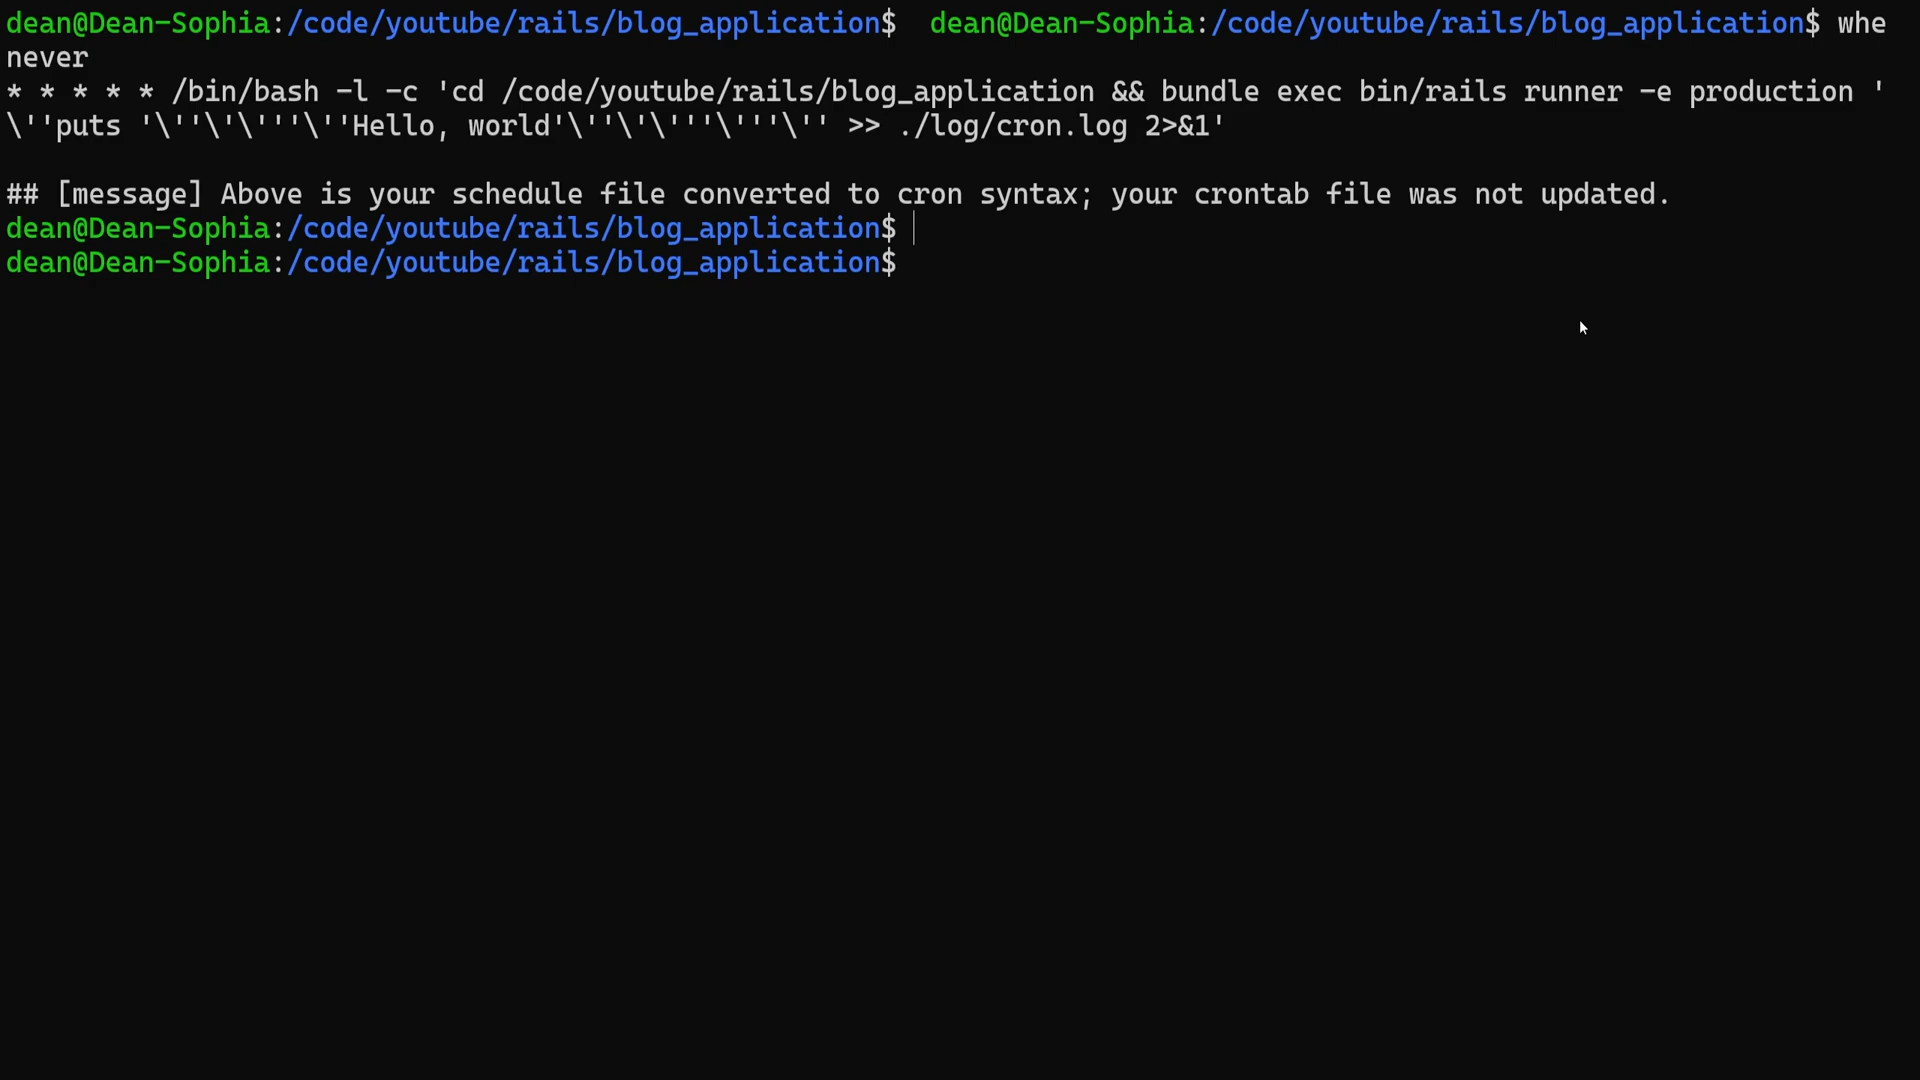 dean@Dean-Sophia:/code/youtube/rails/blog_application$  dean@Dean-Sophia:/code/youtube/rails/blog_application$ whe
never
* * * * * /bin/bash -l -c 'cd /code/youtube/rails/blog_application && bundle exec bin/rails runner -e production '
\''puts '\''\'\'''\''Hello, world'\''\'\'''\'''\'' >> ./log/cron.log 2>&1'
## [message] Above is your schedule file converted to cron syntax; your crontab file was not updated.
dean@Dean-Sophia:/code/youtube/rails/blog_application$
dean@Dean-Sophia:/code/youtube/rails/blog_application$